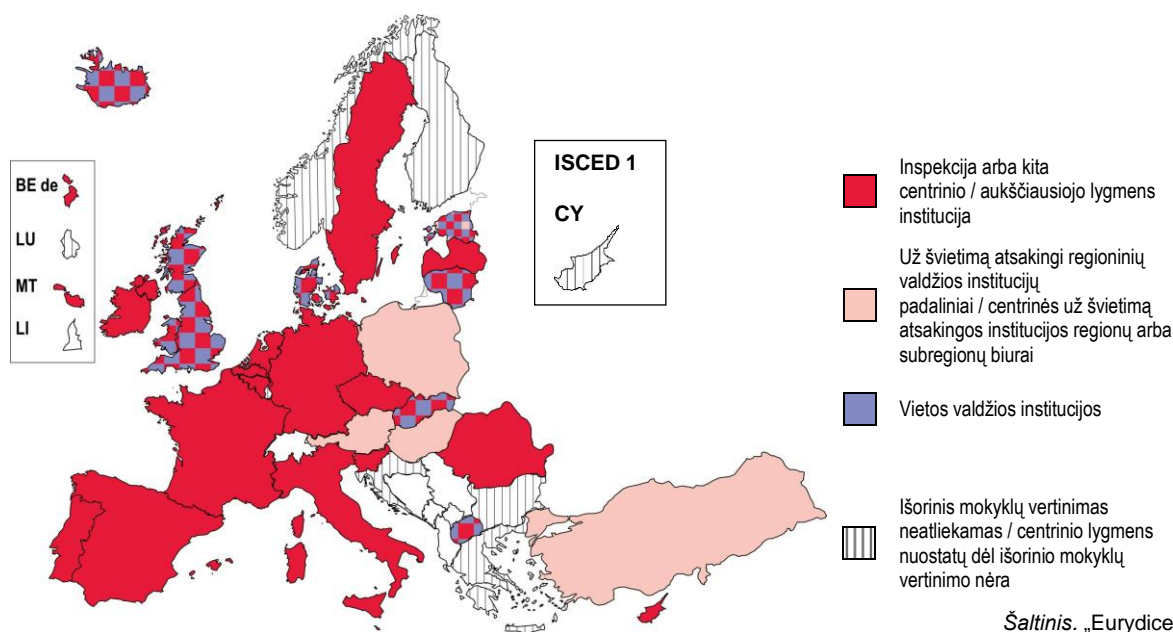 BE de
LU
MT
LI
ISCED 1
CY
Inspekcija arba kita
centrinio / aukščiausiojo lygmens
institucija
Už švietimą atsakingi regioninių
valdžios institucijų
padaliniai / centrinės už švietimą
atsakingos institucijos regionų arba
subregionų biurai
Vietos valdžios institucijos
Išorinis mokyklų vertinimas
neatliekamas / centrinio lygmens
nuostatų dėl išorinio mokyklų
vertinimo nėra
Šaltinis. „Eurydice